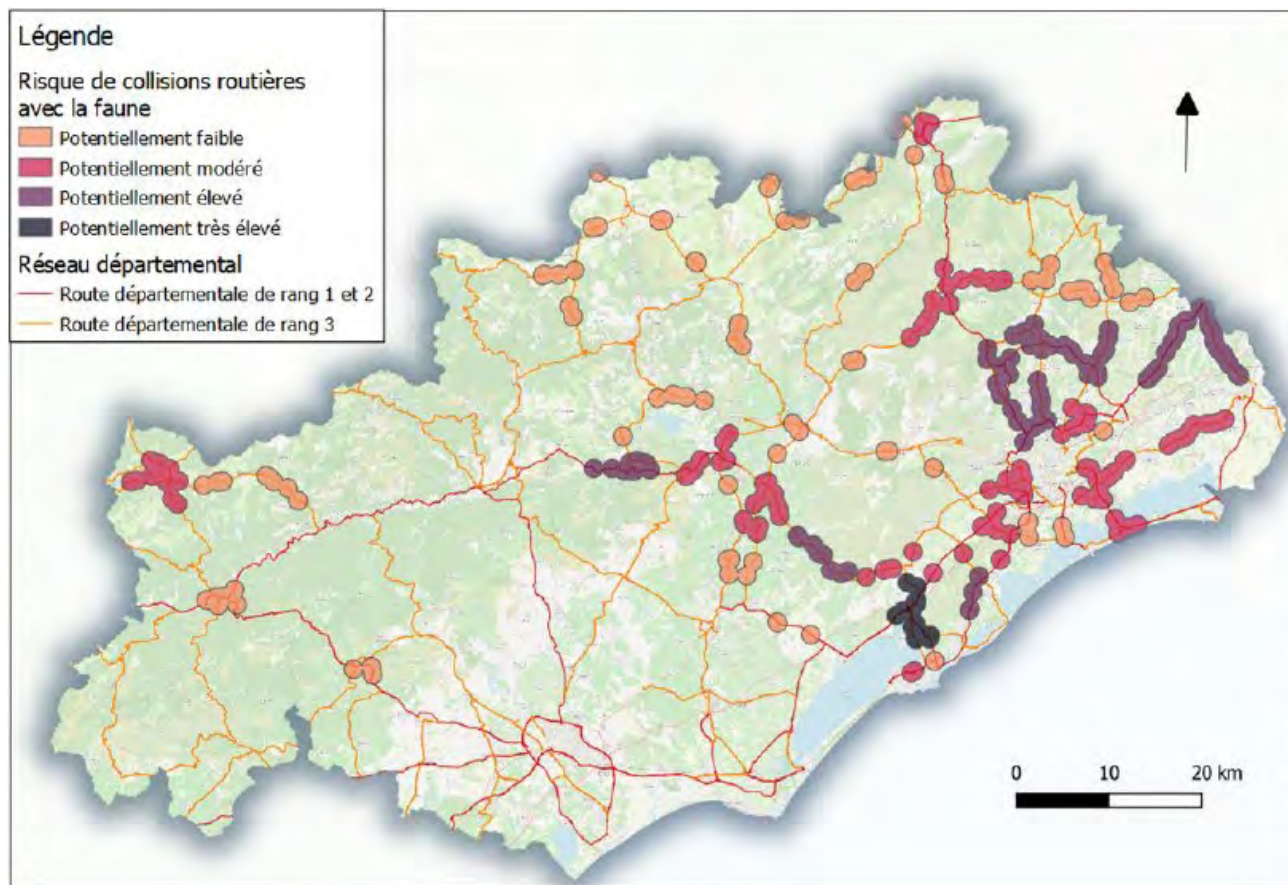 Légende
Risque de collisions routières
avec la faune
Potentiellement faible
Potentiellement modéré
Potentiellement élevé
Potentiellement très élevé
Réseau départemental
Route départementale de rang 1 et 2
Route départementale de rang 3
0 10 20 km